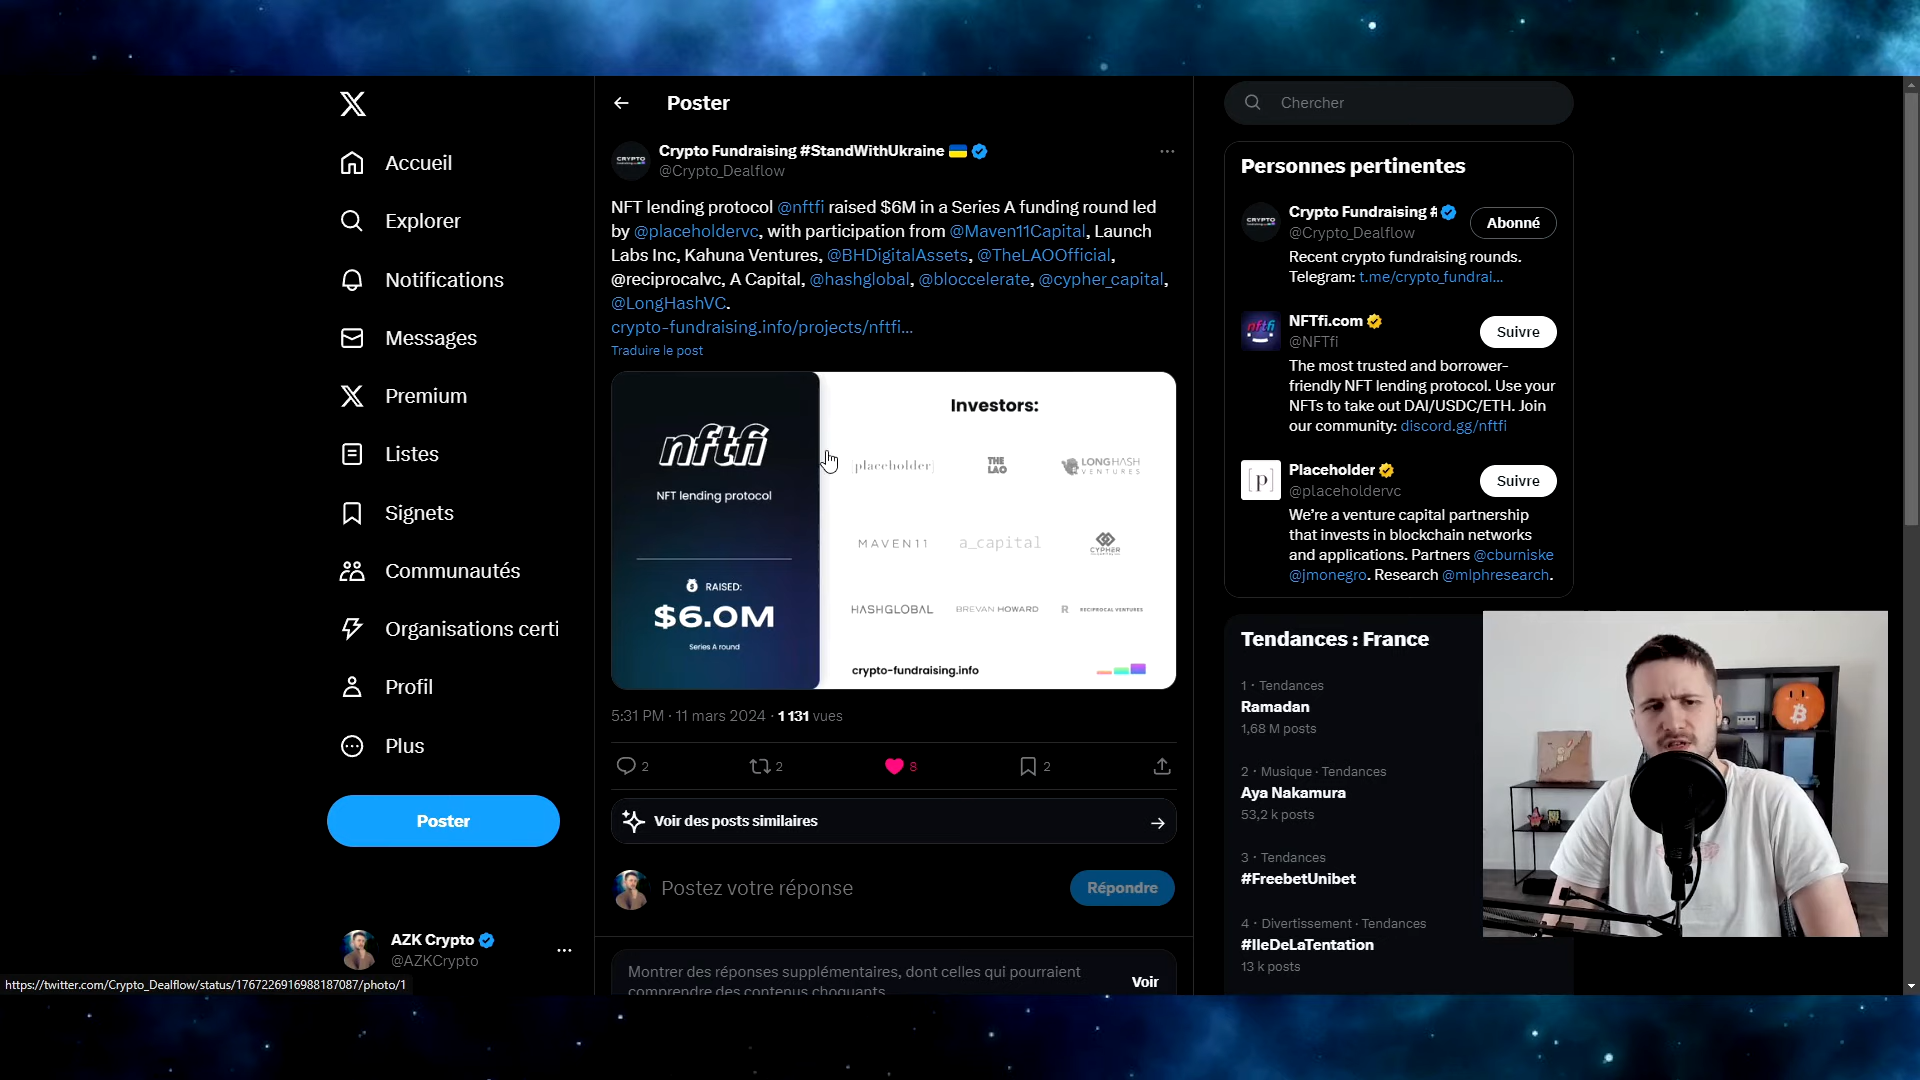 Accueil
Explorer
Notifications
Messages
Premium
Listes
Signets
Communautés
Organisations certi
Profil
Plus
Poster
AZK Crypto
@AZKCrypto
Poster
Crypto Fundraising #StandWithUkraine 🇺🇦
@Crypto_Dealflow
NFT lending protocol @nftfi raised $6M in a Series A funding round led
by @placeholdervc, with participation from @Maven11Capital, Launch
Labs Inc, Kahuna Ventures, @BHDigitalAssets, @TheLAOOfficial,
@reciprocalvc, A Capital, @hashglobal, @bloccelerate, @cypher_capital,
@LongHashVC.
crypto-fundraising.info/projects/nftfi...
Traduire le post
nftfi
NFT lending protocol
RAISED:
$6.0M
Series A round
Investors:
[placeholder]
THE
LAO
LONGHASH
VENTURES
MAVEN11
a_capital
CYPHER
HASHGLOBAL
BREVAN HOWARD
R RECIPROCAL VENTURES
crypto-fundraising.info
5:31 PM · 11 mars 2024 · 1 131 vues
2
2
8
2
Voir des posts similaires
Postez votre réponse
Répondre
Montrer des réponses supplémentaires, dont celles qui pourraient
comprendre des contenus choquants
Voir
Chercher
Personnes pertinentes
CRYPTO
Crypto Fundraising #
@Crypto_Dealflow
Abonné
Recent crypto fundraising rounds.
Telegram: t.me/crypto_fundrai...
nftfi
NFTfi.com
@NFTfi
Suivre
The most trusted and borrower-
friendly NFT lending protocol. Use your
NFTs to take out DAI/USDC/ETH. Join
our community: discord.gg/nftfi
[p]
Placeholder
@placeholdervc
Suivre
We're a venture capital partnership
that invests in blockchain networks
and applications. Partners @cburniske
@jmonegro. Research @mlphresearch.
Tendances : France
1 · Tendances
Ramadan
1,68 M posts
2 · Musique · Tendances
Aya Nakamura
53,2 k posts
3 · Tendances
#FreebetUnibet
4 · Divertissement · Tendances
#IleDeLaTentation
13 k posts
https://twitter.com/Crypto_Dealflow/status/1767226916988187087/photo/1